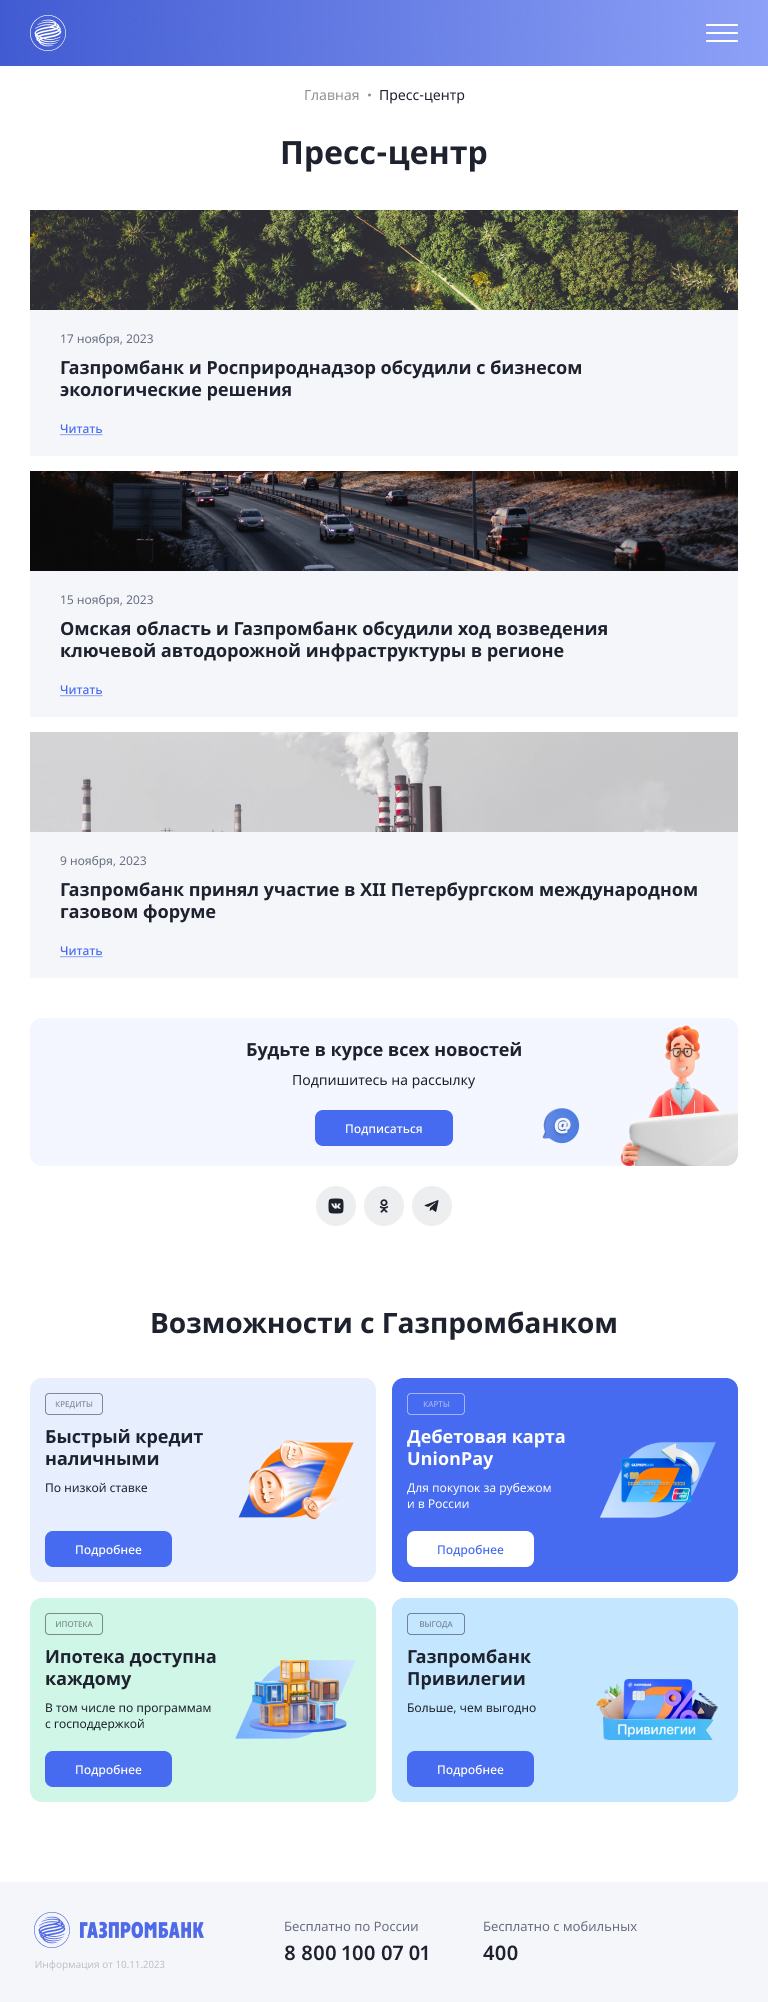 Главная • Пресс-центр
Пресс-центр
17 ноября, 2023
Газпромбанк и Росприроднадзор обсудили с бизнесом
экологические решения
Читать
15 ноября, 2023
Омская область и Газпромбанк обсудили ход возведения
ключевой автодорожной инфраструктуры в регионе
Читать
9 ноября, 2023
Газпромбанк принял участие в XII Петербургском международном
газовом форуме
Читать
Будьте в курсе всех новостей
Подпишитесь на рассылку
Подписаться
@
Возможности с Газпромбанком
КРЕДИТЫ
Быстрый кредит
наличными
По низкой ставке
Подробнее
КАРТЫ
Дебетовая карта
UnionPay
Для покупок за рубежом
и в России
Подробнее
ИПОТЕКА
Ипотека доступна
каждому
В том числе по программам
с господдержкой
Подробнее
ВЫГОДА
Газпромбанк
Привилегии
Больше, чем выгодно
Привилегии
Подробнее
ГАЗПРОМБАНК
Информация от 10.11.2023
Бесплатно по России
8 800 100 07 01
Бесплатно с мобильных
400